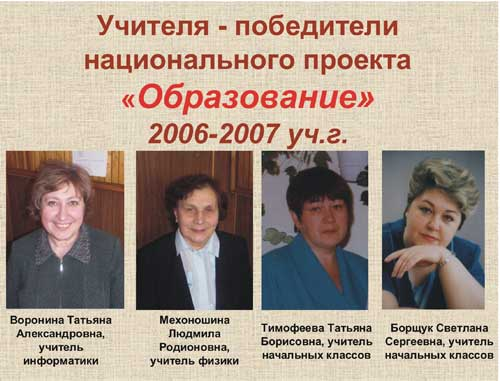 Учителя - победители
национального проекта
«Образование»
2006-2007 уч.г.
Воронина Татьяна
Александровна,
учитель
информатики
Мехоношина
Людмила
Родионовна,
учитель физики
Тимофеева Татьяна
Борисовна, учитель
начальных классов
Борщук Светлана
Сергеевна, учитель
начальных классов